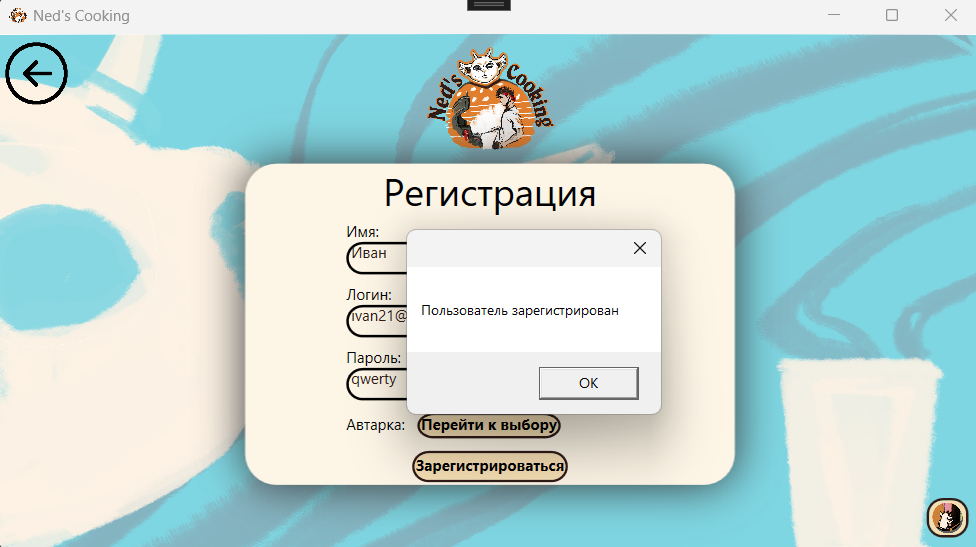 Ned's Cooking
Ned's Cooking
Регистрация
Имя:
Иван
Логин:
ivan21@
Пароль:
qwerty
Пользователь зарегистрирован
OK
Автарка: Перейти к выбору
Зарегистрироваться